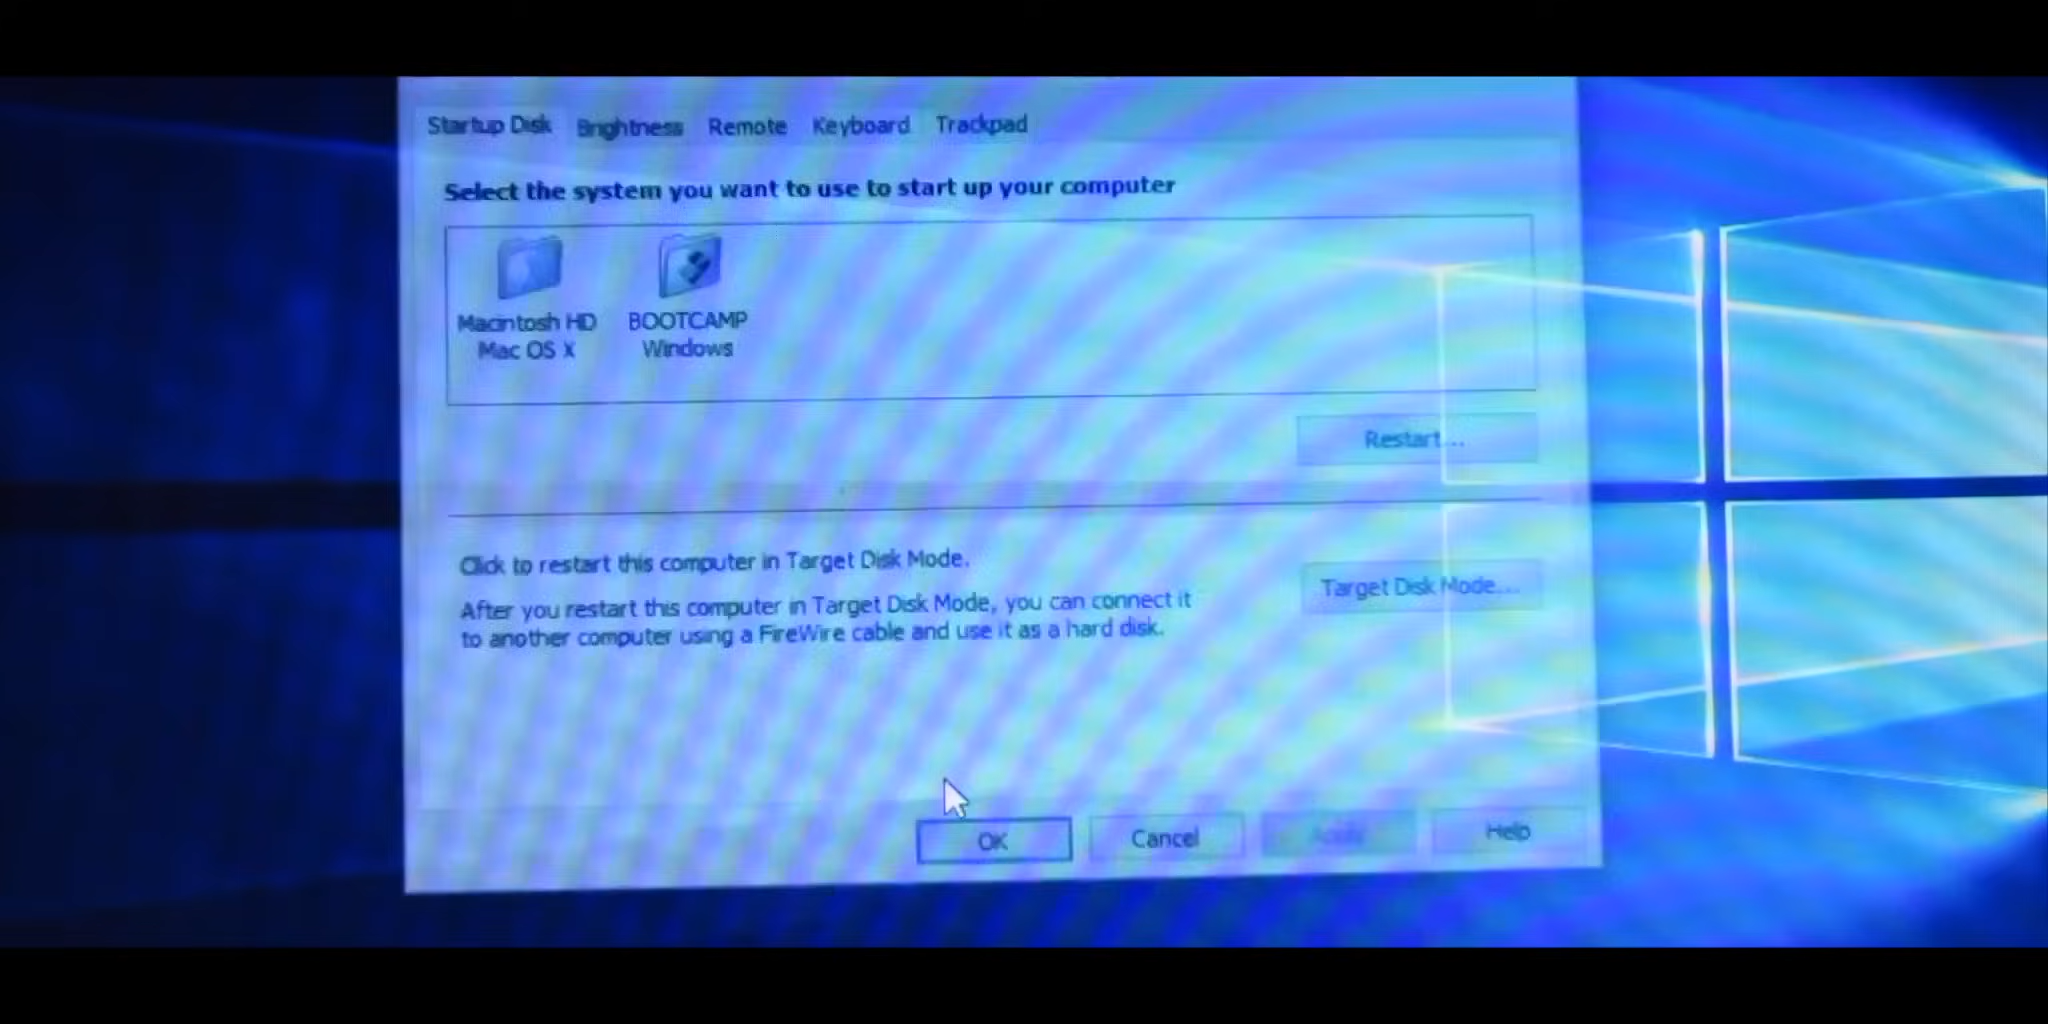 Startup Disk Brightness Remote Keyboard Trackpad
Select the system you want to use to start up your computer
Macintosh HD
Mac OS X
BOOTCAMP
Windows
Restart...
Click to restart this computer in Target Disk Mode.
Target Disk Mode...
After you restart this computer in Target Disk Mode, you can connect it
to another computer using a FireWire cable and use it as a hard disk.
OK Cancel Apply Help